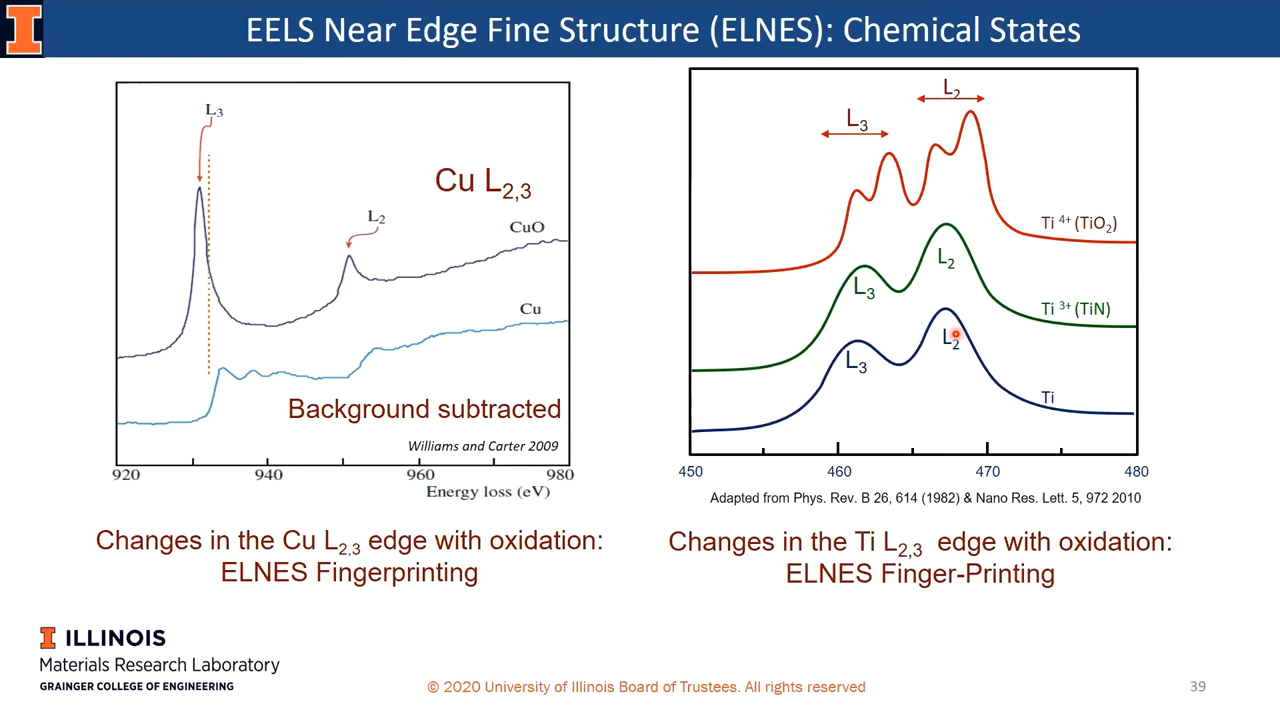 EELS Near Edge Fine Structure (ELNES): Chemical States
L3
Cu L2,3
L2
CuO
Cu
Background subtracted
Williams and Carter 2009
920 940 960 980
Energy loss (eV)
Changes in the Cu L2,3 edge with oxidation:
ELNES Fingerprinting
L2
L3
Ti 4+ (TiO2)
L2
L3
Ti 3+ (TiN)
L2
L3
Ti
450 460 470 480
Adapted from Phys. Rev. B 26, 614 (1982) & Nano Res. Lett. 5, 972 2010
Changes in the Ti L2,3 edge with oxidation:
ELNES Finger-Printing
I ILLINOIS
Materials Research Laboratory
GRAINGER COLLEGE OF ENGINEERING
© 2020 University of Illinois Board of Trustees. All rights reserved
39